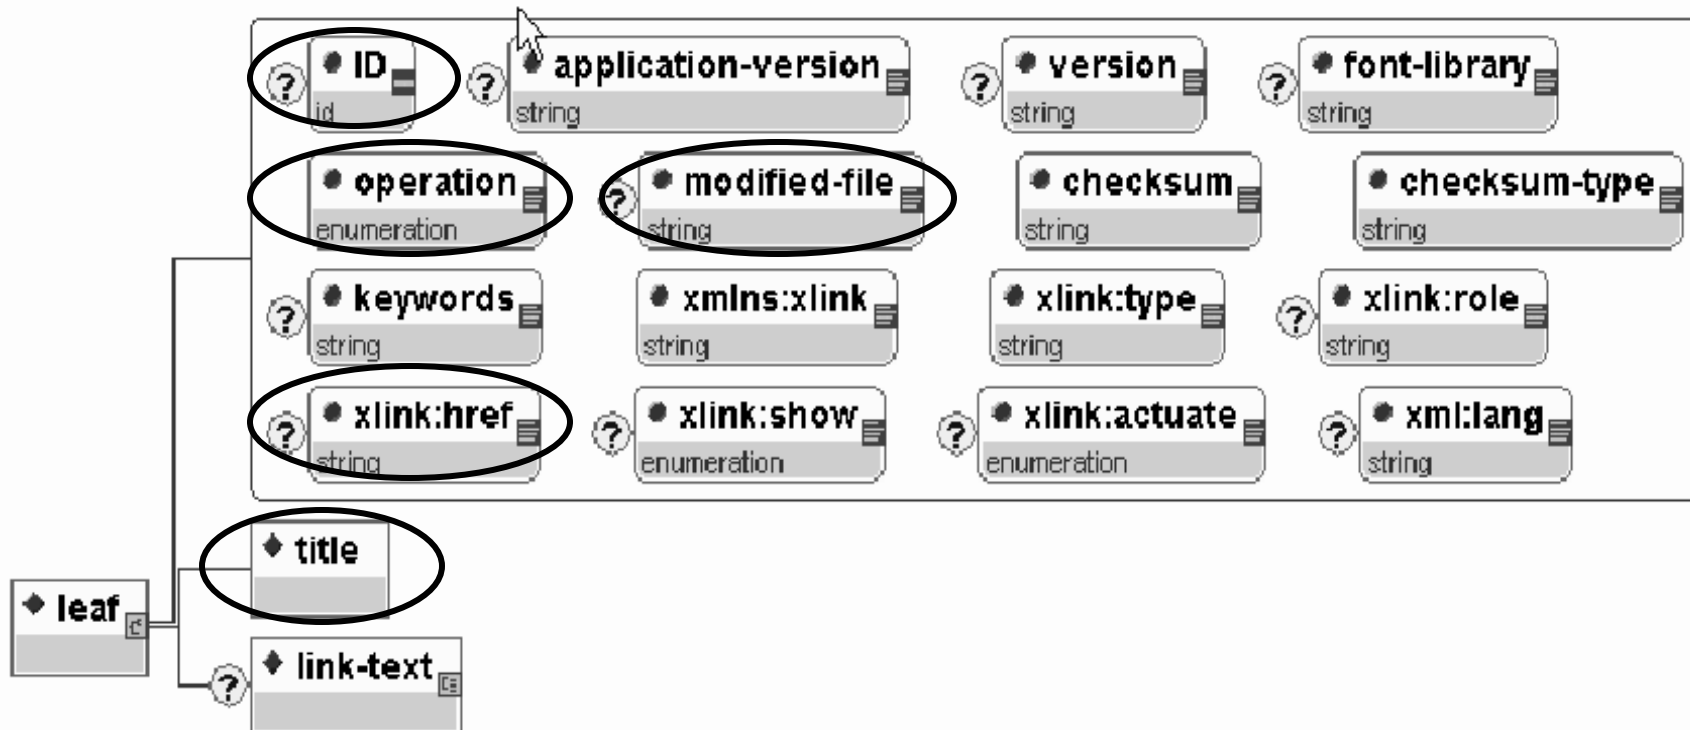 ? ID ? application-version ? version ? font-library
id string string string
operation ? modified-file checksum checksum-type
enumeration string string string
? keywords xmlns:xlink xlink:type ? xlink:role
string string string string
? xlink:href ? xlink:show ? xlink:actuate ? xml:lang
string enumeration enumeration string
title
leaf
? link-text